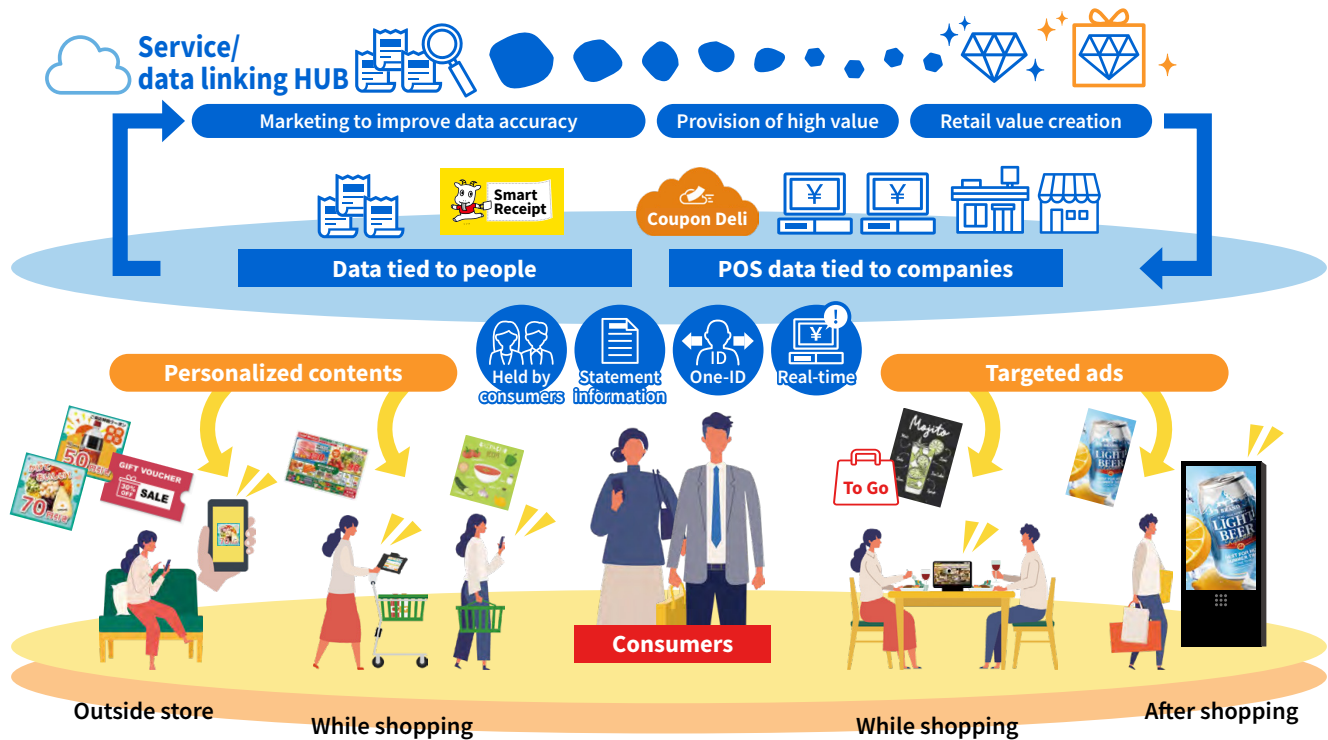 Service/
data linking HUB
Marketing to improve data accuracy
Provision of high value
Retail value creation
Smart
Receipt
Coupon Deli
¥
¥
Data tied to people
POS data tied to companies
Held by
consumers
Statement
information
ID
One-ID
¥
!
Real-time
Personalized contents
Targeted ads
50
88
70
GIFT VOUCHER
30%
OFF
SALE
Mojito
To Go
LIGHT
BEER
LIGHT
BEER
Consumers
Outside store
While shopping
While shopping
After shopping